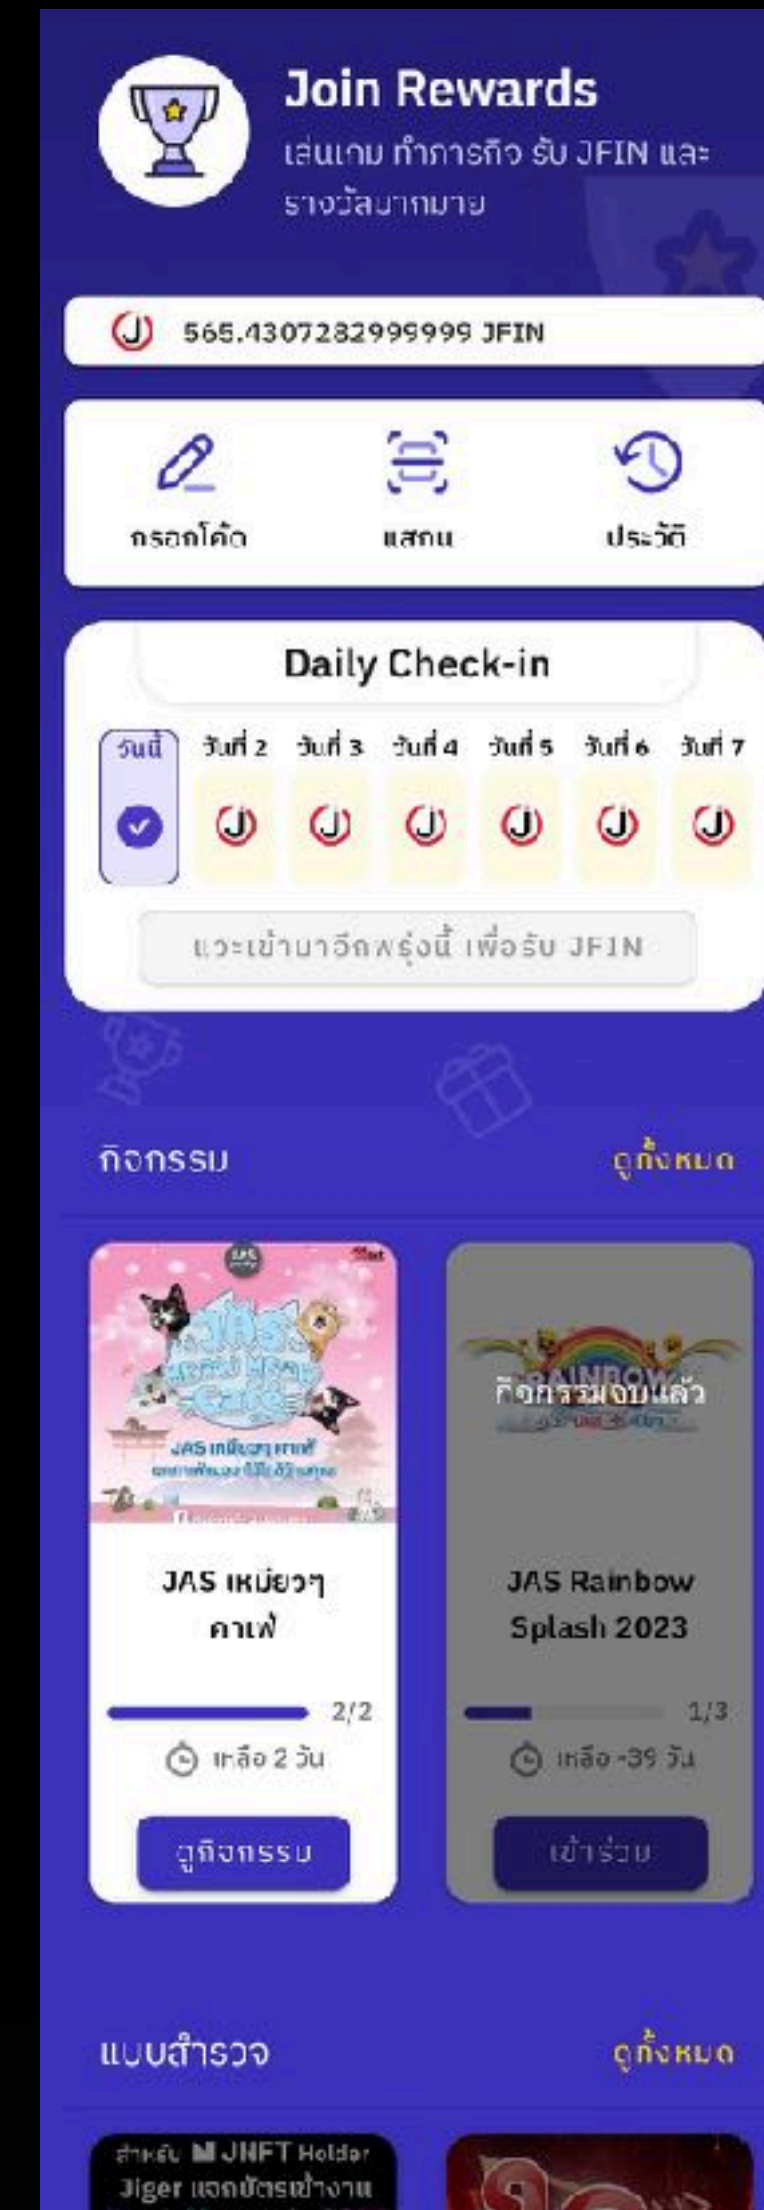 Join Rewards
เล่นเกม ทำภารกิจ รับ JFIN และ
รางวัลมากมาย
565.4307282999999 JFIN
กรอกโค้ด
แสกน
ประวัติ
Daily Check-in
วันนี้ วันที่ 2 วันที่ 3 วันที่ 4 วันที่ 5 วันที่ 6 วันที่ 7
แวะเข้ามาอีกพรุ่งนี้ เพื่อรับ JFIN
กิจกรรม
ดูทั้งหมด
JAS
JAS เหมียวๆ คาเฟ่
กิจกรรมจบแล้ว
JAS เหมียวๆ
คาเฟ่
JAS Rainbow
Splash 2023
2/2
1/3
เหลือ 2 วัน
เหลือ -39 วัน
ดูกิจกรรม
เข้าร่วม
แบบสำรวจ
ดูทั้งหมด
สำหรับ JNFT Holder
Jiger แจกบัตรเข้างาน